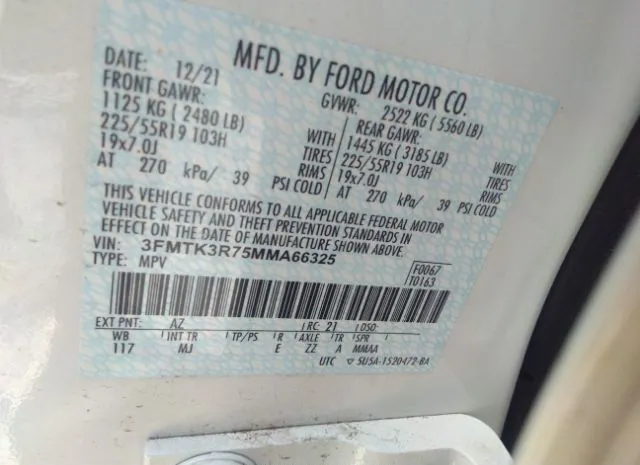 MFD. BY FORD MOTOR CO.
DATE: 12/21 GVWR: 2522 KG (5560 LB)
FRONT GAWR: REAR GAWR:
1125 KG (2480 LB) WITH 1445 KG (3185 LB) WITH
225/55R19 103H TIRES 225/55R19 103H TIRES
19x7.0J RIMS 19x7.0J RIMS
AT 270 kPa/ 39 PSI COLD AT 270 kPa/ 39 PSI COLD
THIS VEHICLE CONFORMS TO ALL APPLICABLE FEDERAL MOTOR
VEHICLE SAFETY AND THEFT PREVENTION STANDARDS IN
EFFECT ON THE DATE OF MANUFACTURE SHOWN ABOVE.
VIN: 3FMTK3R75MMA66325
TYPE: MPV
F0067
T0163
EXT PNT: AZ RC: 21 DSO:
WB INT TR TP/PS R AXLE TR SPR
117 MJ E ZZ A MMAA
UTC ▽ SU5A-1520472-BA